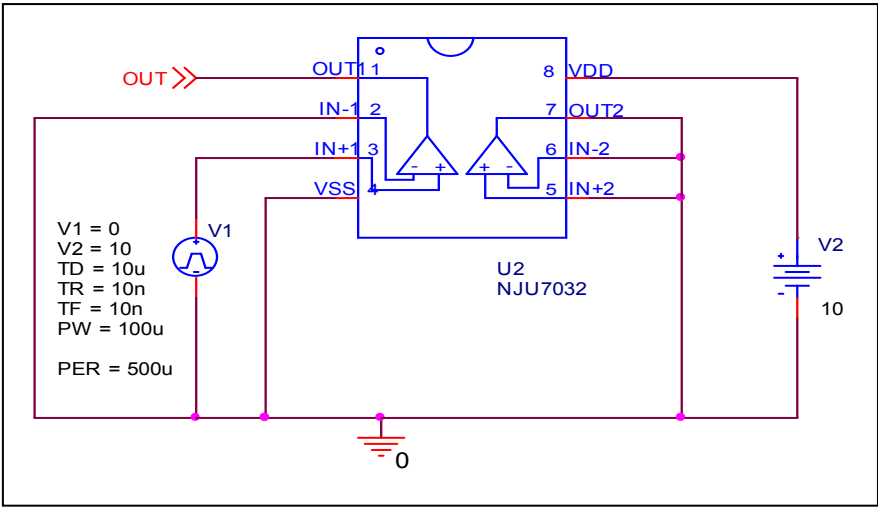 OUT
OUT1 1
IN-1 2
IN+1 3
VSS 4
8 VDD
7 OUT2
6 IN-2
5 IN+2
- +
+ -
U2
NJU7032
V1
+
-
V1 = 0
V2 = 10
TD = 10u
TR = 10n
TF = 10n
PW = 100u
PER = 500u
V2
+
-
10
0